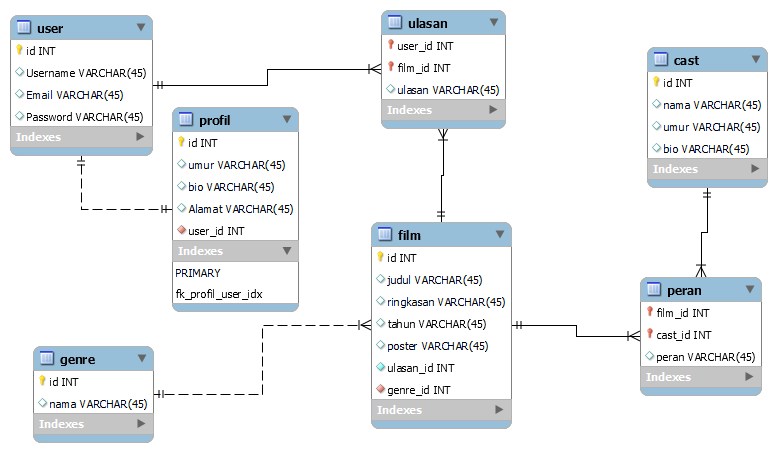 user
id INT
Username VARCHAR(45)
Email VARCHAR(45)
Password VARCHAR(45)
Indexes
ulasan
user_id INT
film_id INT
ulasan VARCHAR(45)
Indexes
cast
id INT
nama VARCHAR(45)
umur VARCHAR(45)
bio VARCHAR(45)
Indexes
profil
id INT
umur VARCHAR(45)
bio VARCHAR(45)
Alamat VARCHAR(45)
user_id INT
Indexes
PRIMARY
fk_profil_user_idx
film
id INT
judul VARCHAR(45)
ringkasan VARCHAR(45)
tahun VARCHAR(45)
poster VARCHAR(45)
ulasan_id INT
genre_id INT
Indexes
peran
film_id INT
cast_id INT
peran VARCHAR(45)
Indexes
genre
id INT
nama VARCHAR(45)
Indexes